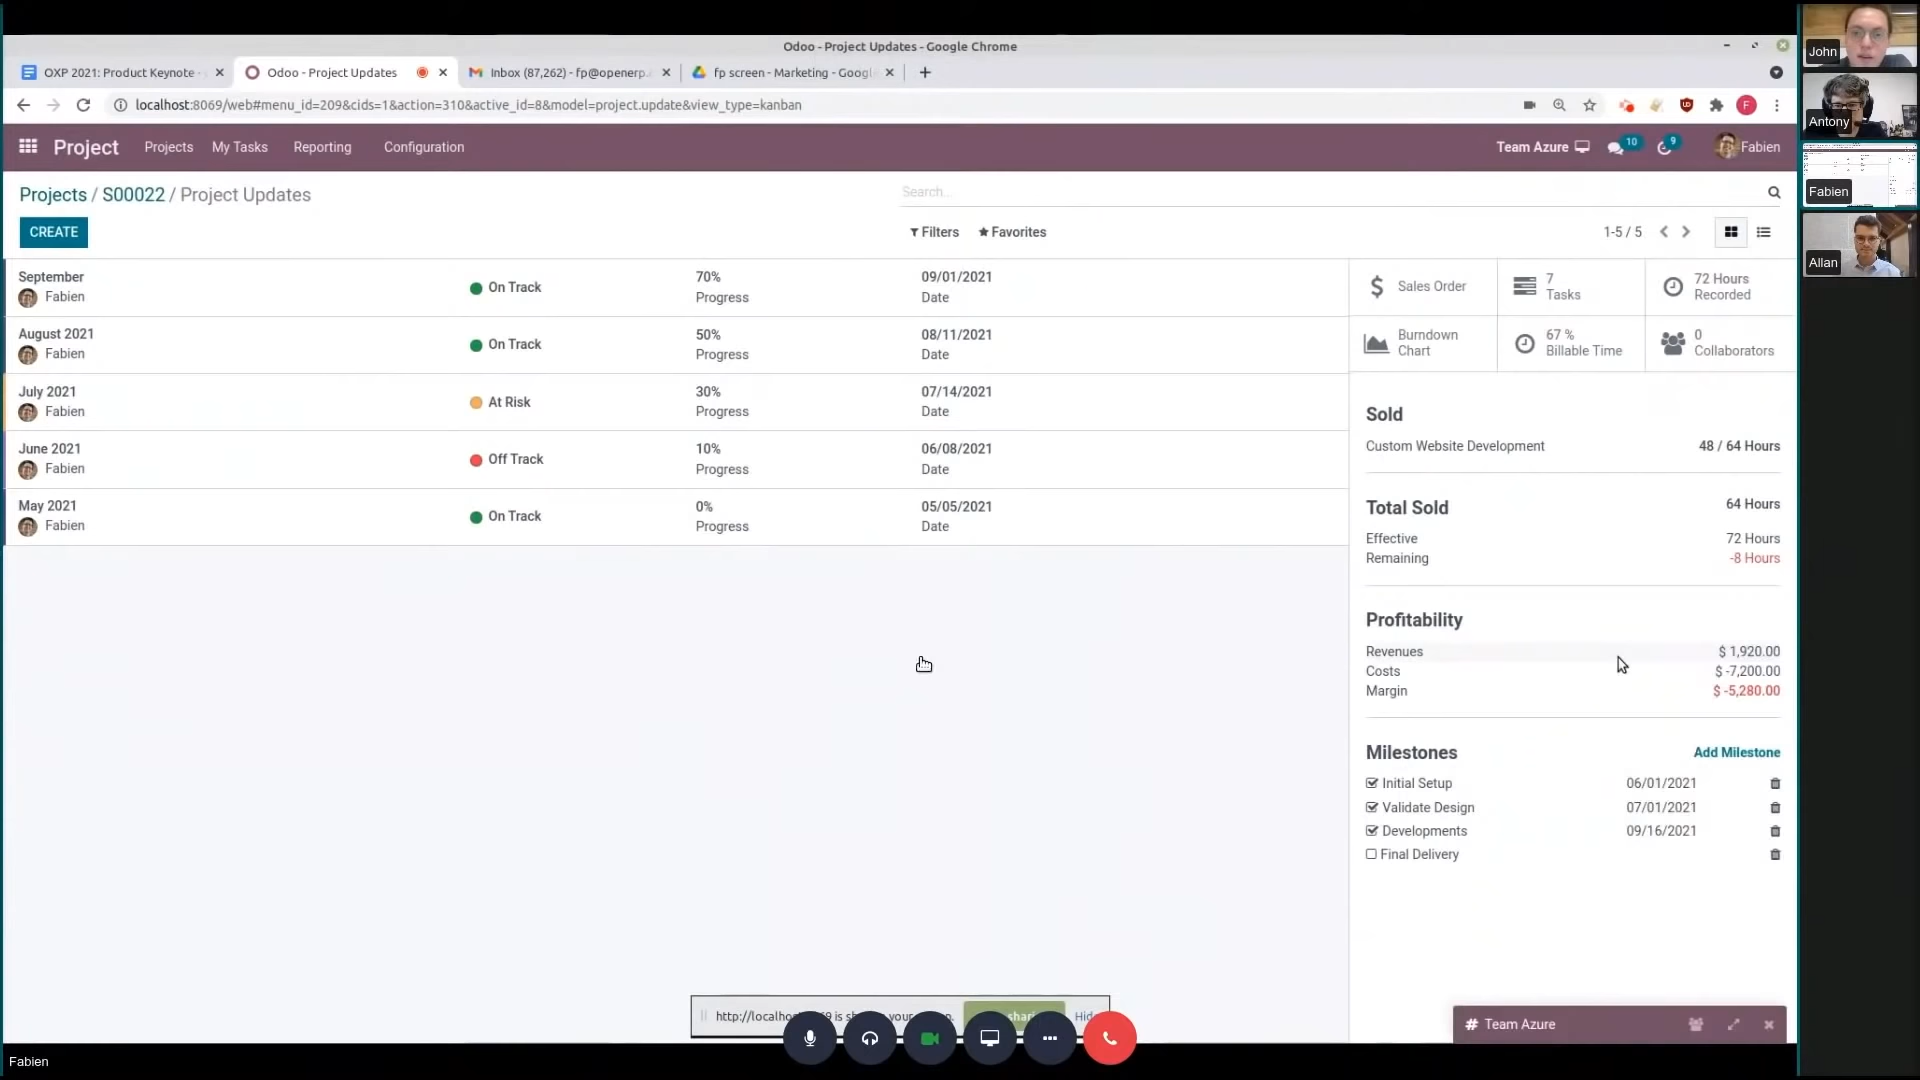 Odoo - Project Updates - Google Chrome
OXP 2021: Product Keynote -
Odoo - Project Updates
Inbox (87,262) - fp@openerp.
fp screen - Marketing - Googl
localhost:8069/web#menu_id=209&cids=1&action=310&active_id=8&model=project.update&view_type=kanban
F
Project
Projects
My Tasks
Reporting
Configuration
Team Azure
10
9
Fabien
Projects / S00022 / Project Updates
Search...
CREATE
Filters
Favorites
1-5 / 5
September
Fabien
On Track
70%
Progress
09/01/2021
Date
August 2021
Fabien
On Track
50%
Progress
08/11/2021
Date
July 2021
Fabien
At Risk
30%
Progress
07/14/2021
Date
June 2021
Fabien
Off Track
10%
Progress
06/08/2021
Date
May 2021
Fabien
On Track
0%
Progress
05/05/2021
Date
$ Sales Order
7
Tasks
72 Hours
Recorded
Burndown
Chart
67 %
Billable Time
0
Collaborators
Sold
Custom Website Development 48 / 64 Hours
Total Sold 64 Hours
Effective 72 Hours
Remaining -8 Hours
Profitability
Revenues $ 1,920.00
Costs $ -7,200.00
Margin $ -5,280.00
Milestones Add Milestone
Initial Setup 06/01/2021
Validate Design 07/01/2021
Developments 09/16/2021
Final Delivery
# Team Azure
http://localho 9 is your
Hide
Fabien
John
Antony
Fabien
Allan